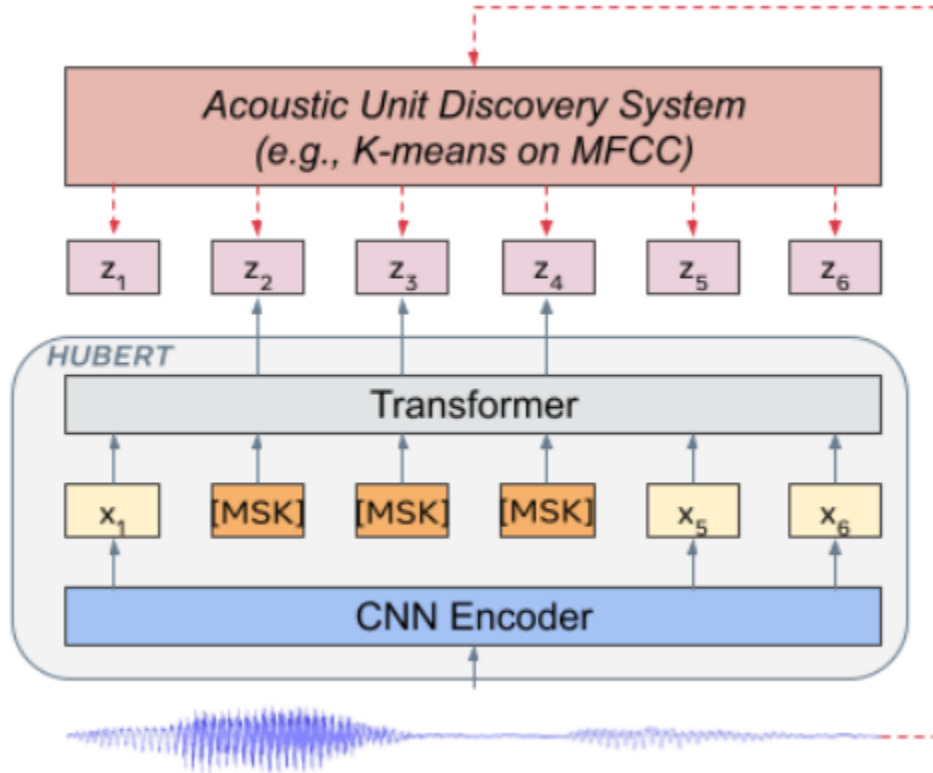 Acoustic Unit Discovery System
(e.g., K-means on MFCC)
z₁ z₂ z₃ z₄ z₅ z₆
HUBERT
Transformer
x₁ [MSK] [MSK] [MSK] x₅ x₆
CNN Encoder